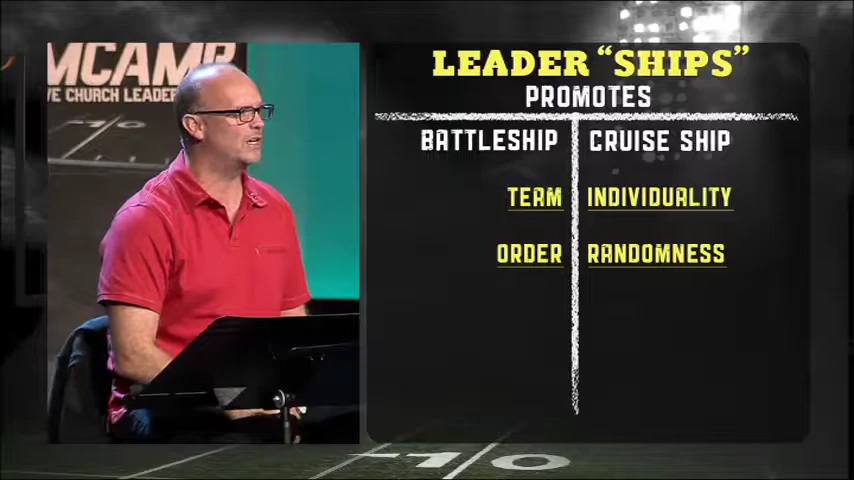 MCAMP
VE CHURCH LEADER
LEADER “SHIPS”
PROMOTES
BATTLESHIP CRUISE SHIP
TEAM INDIVIDUALITY
ORDER RANDOMNESS
10
10